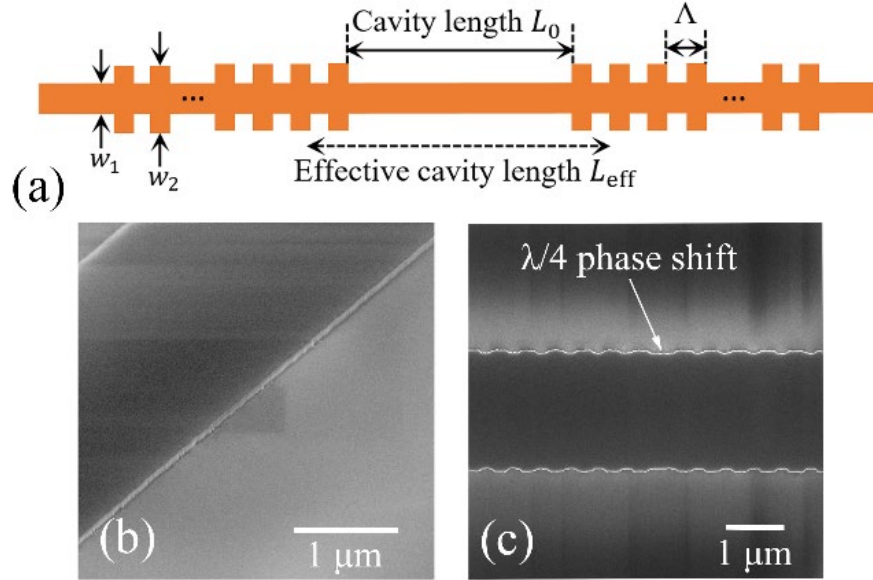 Cavity length L₀
Λ
...
...
w₁
w₂
Effective cavity length Lₑff
(a)
λ/4 phase shift
(b)
1 μm
(c)
1 μm